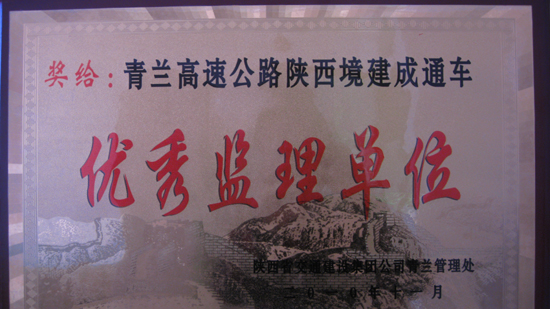 奖给：青兰高速公路陕西境建成通车
优秀监理单位
陕西省交通建设集团公司青兰管理处
二〇一〇年十一月